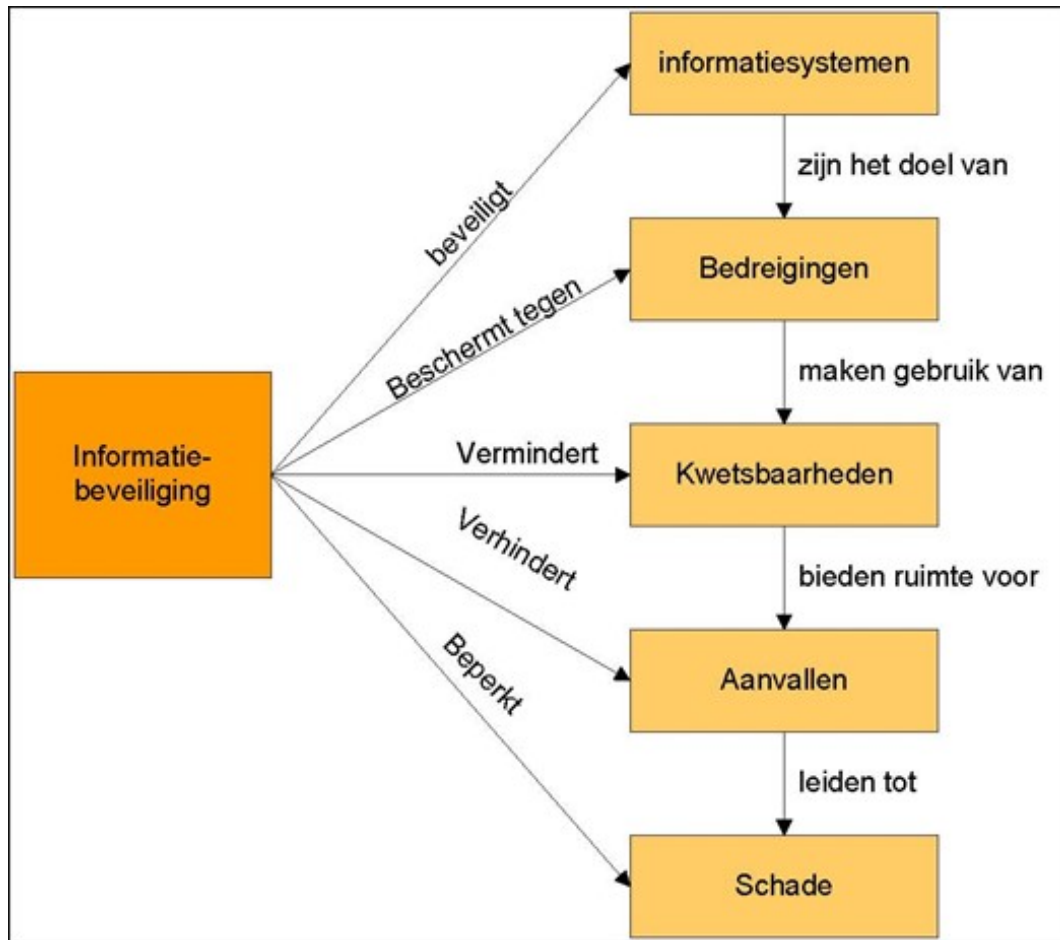 informatiesystemen
zijn het doel van
beveiligt
Bedreigingen
Beschermt tegen
maken gebruik van
Informatie-
beveiliging
Vermindert
Kwetsbaarheden
Verhindert
bieden ruimte voor
Beperkt
Aanvallen
leiden tot
Schade